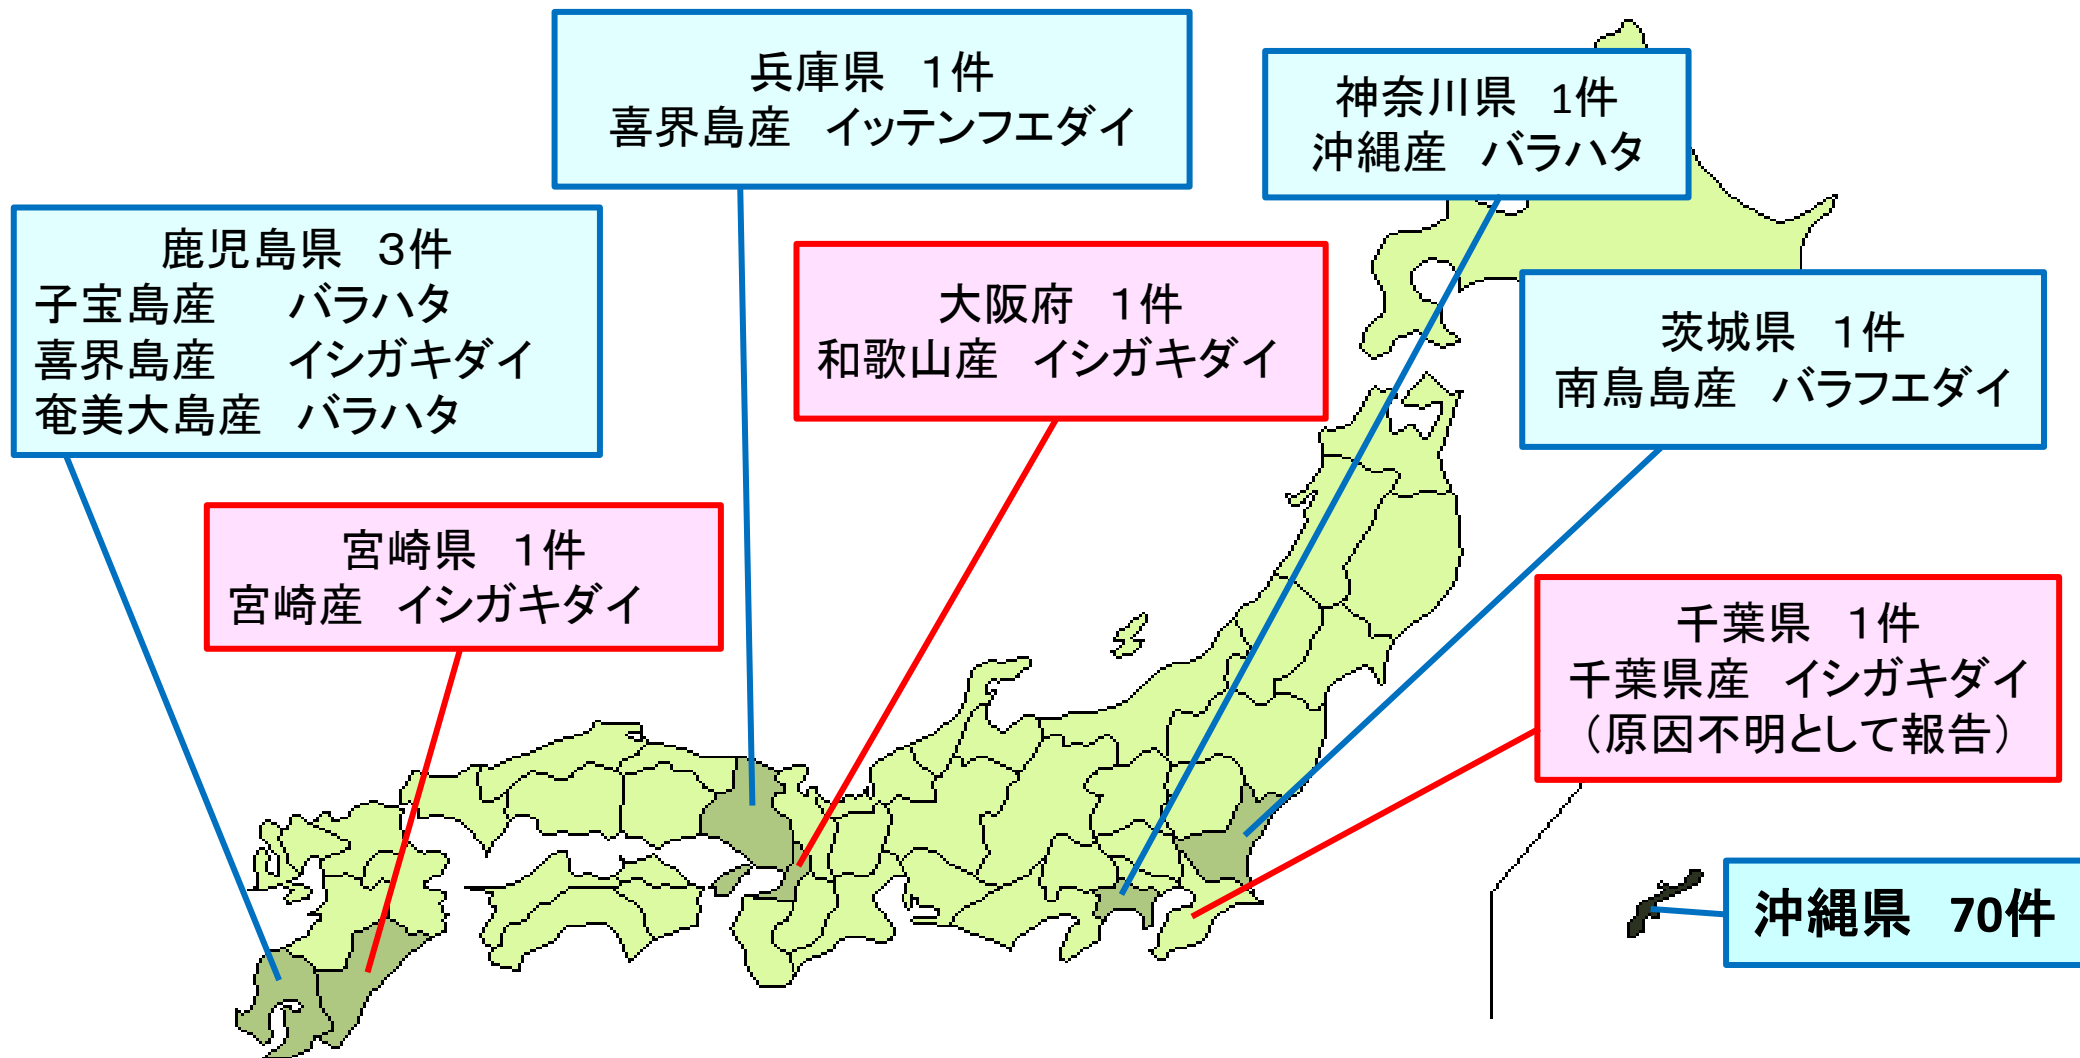 兵庫県　１件
喜界島産　イッテンフエダイ
神奈川県　1件
沖縄産　バラハタ
鹿児島県　３件
子宝島産　　バラハタ
喜界島産　　イシガキダイ
奄美大島産　バラハタ
大阪府　１件
和歌山産　イシガキダイ
茨城県　１件
南鳥島産　バラフエダイ
宮崎県　１件
宮崎産　イシガキダイ
千葉県　１件
千葉県産　イシガキダイ
（原因不明として報告）
沖縄県　70件